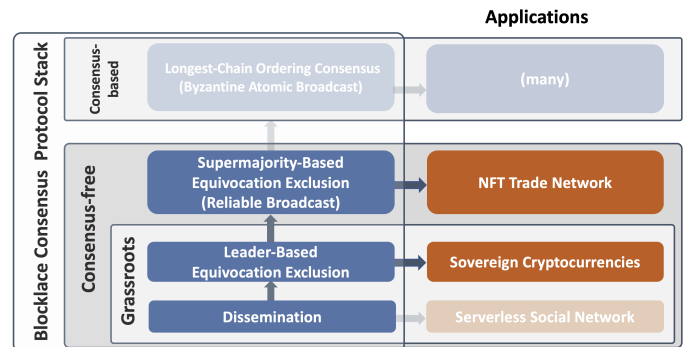 Applications
Blocklace Consensus Protocol Stack
Consensus-
based
Longest-Chain Ordering Consensus
(Byzantine Atomic Broadcast)
(many)
Consensus-free
Supermajority-Based
Equivocation Exclusion
(Reliable Broadcast)
NFT Trade Network
Grassroots
Leader-Based
Equivocation Exclusion
Sovereign Cryptocurrencies
Dissemination
Serverless Social Network